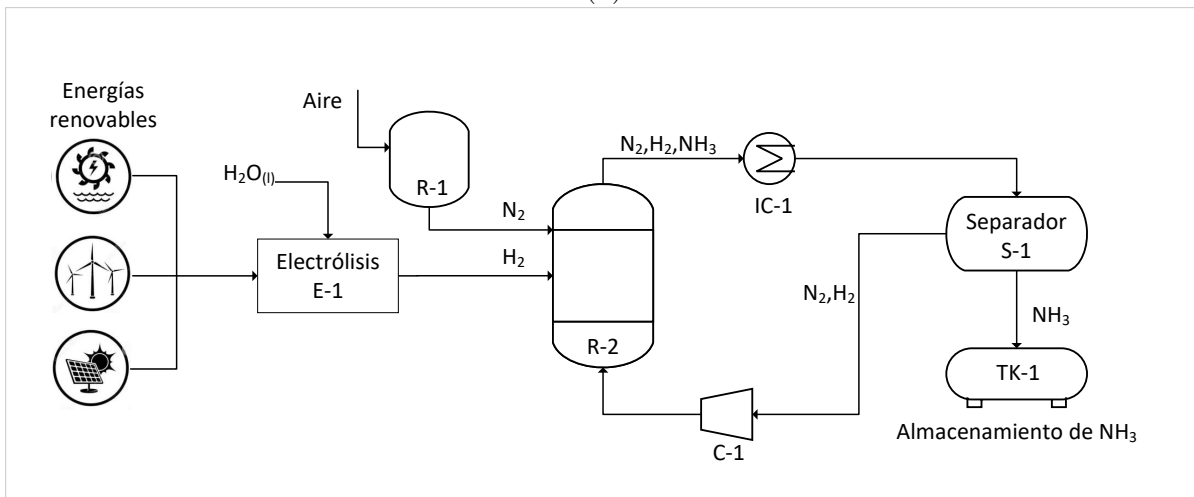 Energías
renovables
Aire
H₂O₍ₗ₎
R-1
N₂
Electrólisis
E-1
H₂
R-2
N₂,H₂,NH₃
IC-1
Separador
S-1
N₂,H₂
NH₃
TK-1
Almacenamiento de NH₃
C-1